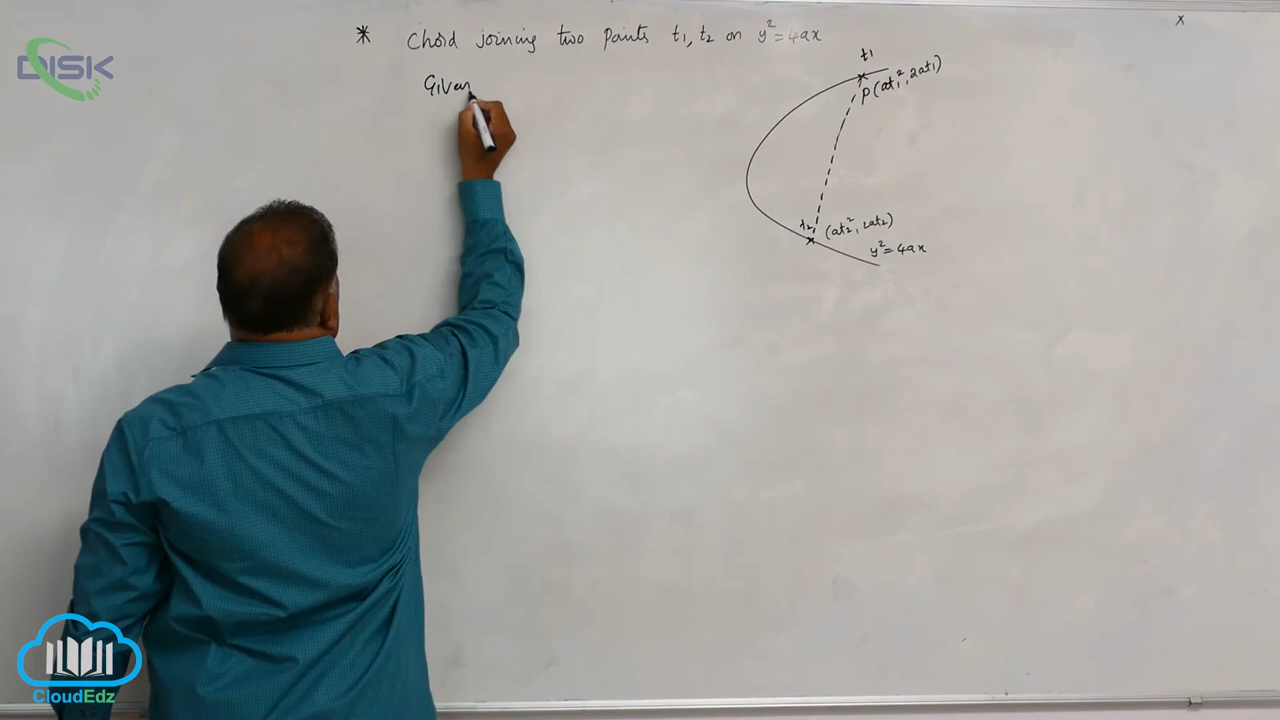 DISK
* Chord joining two points t₁, t₂ on y² = 4ax
x
Given
t₁
P(at₁², 2at₁)
t₂ (at₂², 2at₂)
y² = 4ax
CloudEdz